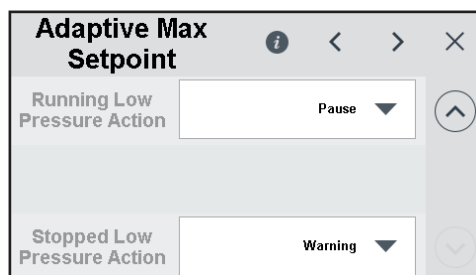 Adaptive Max
Setpoint
Running Low
Pressure Action
Pause
Stopped Low
Pressure Action
Warning